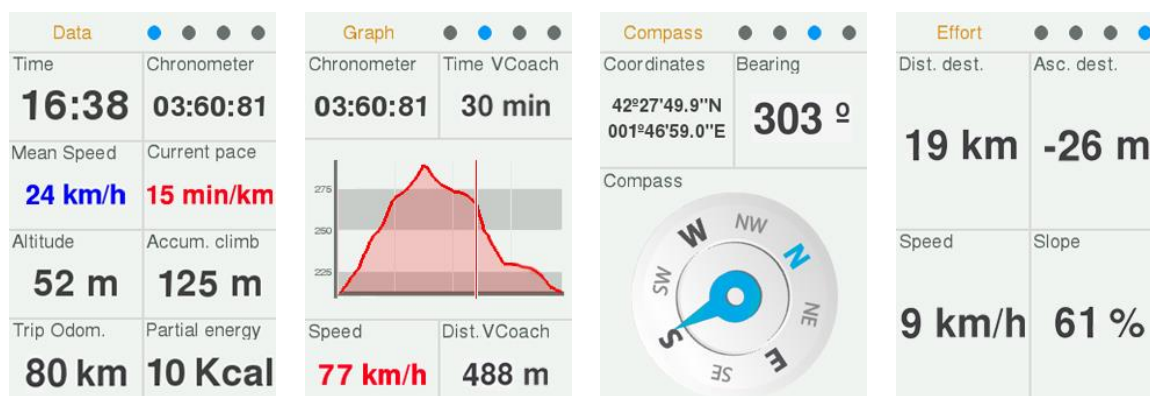 Data
Time
Chronometer
16:38
03:60:81
Mean Speed
Current pace
24 km/h
15 min/km
Altitude
Accum. climb
52 m
125 m
Trip Odom.
Partial energy
80 km
10 Kcal
Graph
Chronometer
Time VCoach
03:60:81
30 min
275
250
225
Speed
Dist. VCoach
77 km/h
488 m
Compass
Coordinates
Bearing
42º27'49.9"N
001º46'59.0"E
303 º
Compass
W
NW
N
SW
NE
S
E
SE
Effort
Dist. dest.
Asc. dest.
19 km
-26 m
Speed
Slope
9 km/h
61 %